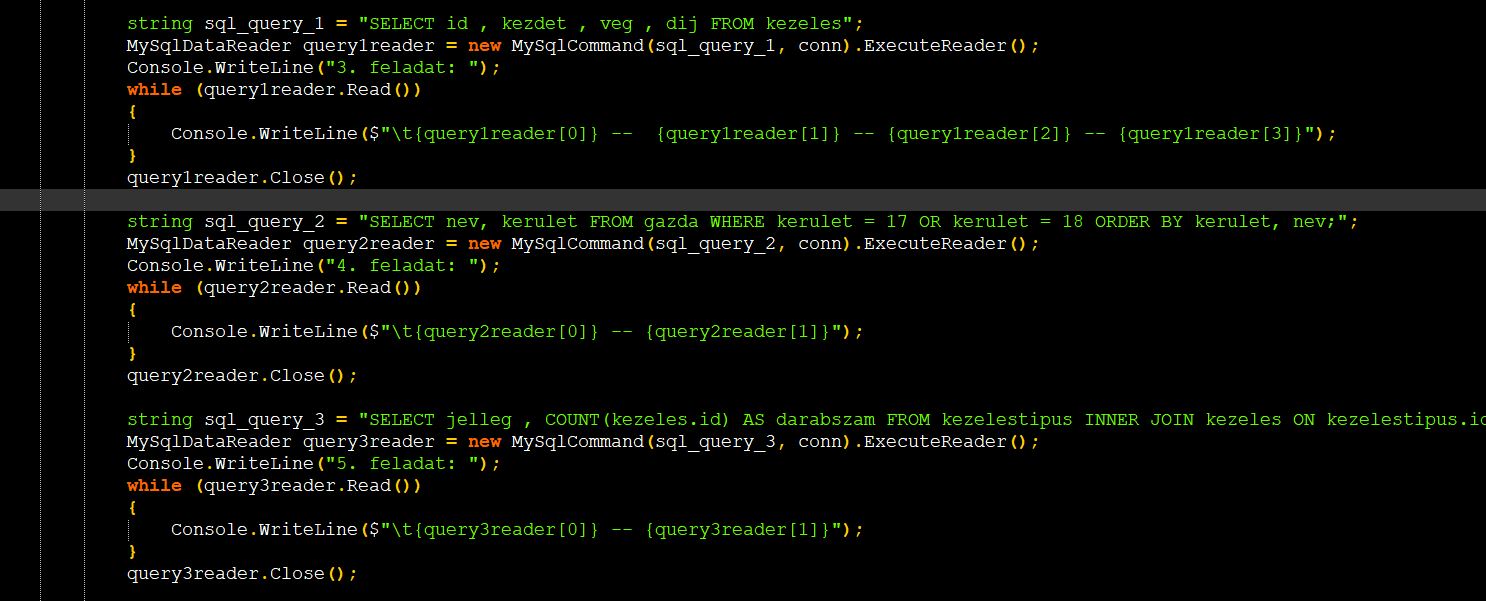 string sql_query_1 = "SELECT id , kezdet , veg , dij FROM kezeles";
MySqlDataReader query1reader = new MySqlCommand(sql_query_1, conn).ExecuteReader();
Console.WriteLine("3. feladat: ");
while (query1reader.Read())
{
Console.WriteLine($"\t{query1reader[0]} --  {query1reader[1]} -- {query1reader[2]} -- {query1reader[3]}");
}
query1reader.Close();
string sql_query_2 = "SELECT nev, kerulet FROM gazda WHERE kerulet = 17 OR kerulet = 18 ORDER BY kerulet, nev;";
MySqlDataReader query2reader = new MySqlCommand(sql_query_2, conn).ExecuteReader();
Console.WriteLine("4. feladat: ");
while (query2reader.Read())
{
Console.WriteLine($"\t{query2reader[0]} -- {query2reader[1]}");
}
query2reader.Close();
string sql_query_3 = "SELECT jelleg , COUNT(kezeles.id) AS darabszam FROM kezelestipus INNER JOIN kezeles ON kezelestipus.id
MySqlDataReader query3reader = new MySqlCommand(sql_query_3, conn).ExecuteReader();
Console.WriteLine("5. feladat: ");
while (query3reader.Read())
{
Console.WriteLine($"\t{query3reader[0]} -- {query3reader[1]}");
}
query3reader.Close();